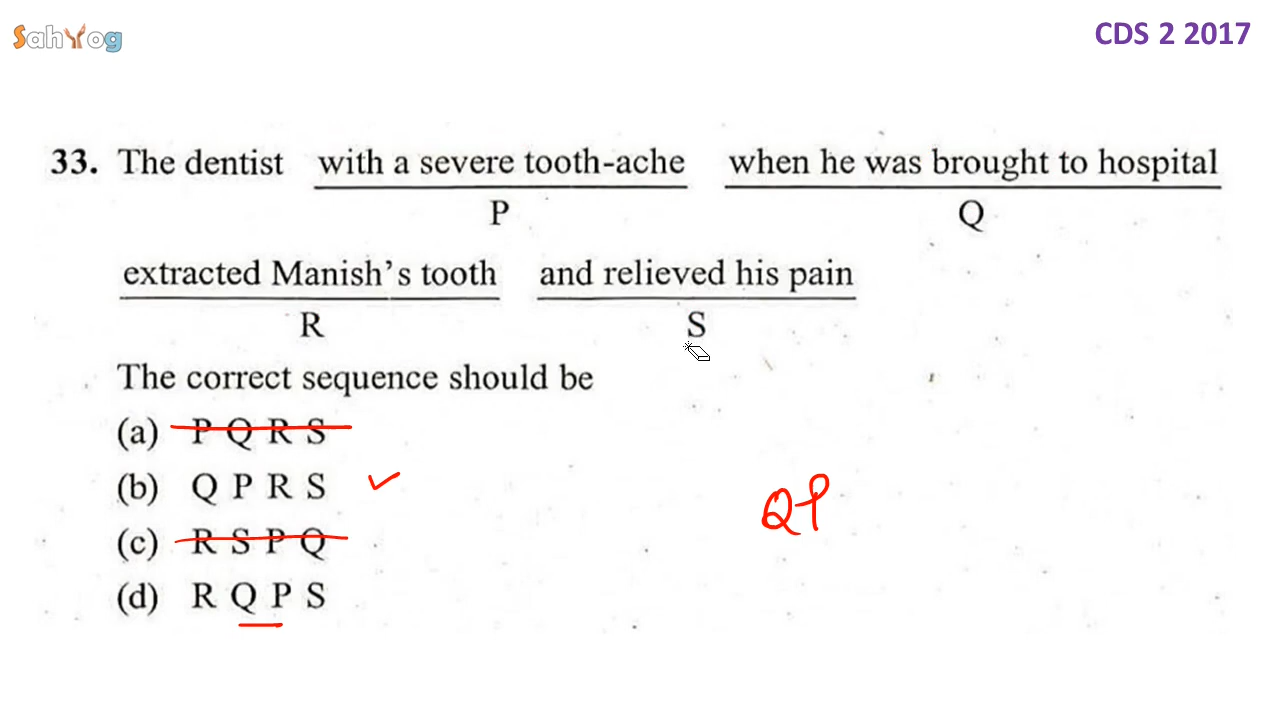 SahYog
CDS 2 2017
33. The dentist with a severe tooth-ache when he was brought to hospital
P Q
extracted Manish's tooth and relieved his pain
R S
The correct sequence should be
(a) P Q R S
(b) Q P R S
(c) R S P Q
(d) R Q P S
QP